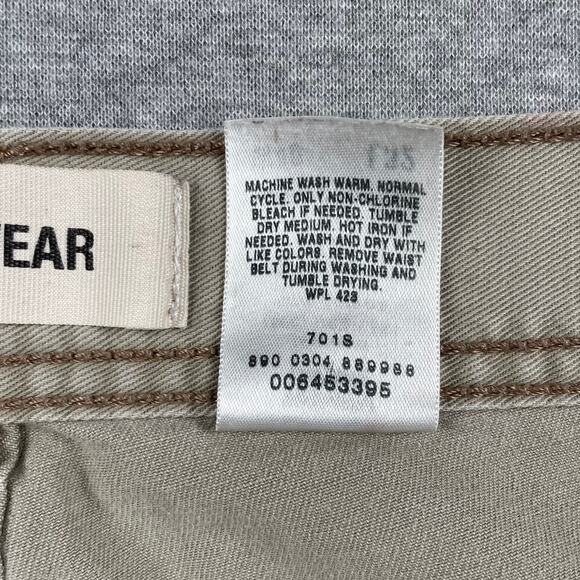 WEAR
MACHINE WASH WARM. NORMAL
CYCLE. ONLY NON-CHLORINE
BLEACH IF NEEDED. TUMBLE
DRY MEDIUM. HOT IRON IF
NEEDED. WASH AND DRY WITH
LIKE COLORS. REMOVE WAIST
BELT DURING WASHING AND
TUMBLE DRYING.
WPL 423
701S
890 0304 889988
006453395